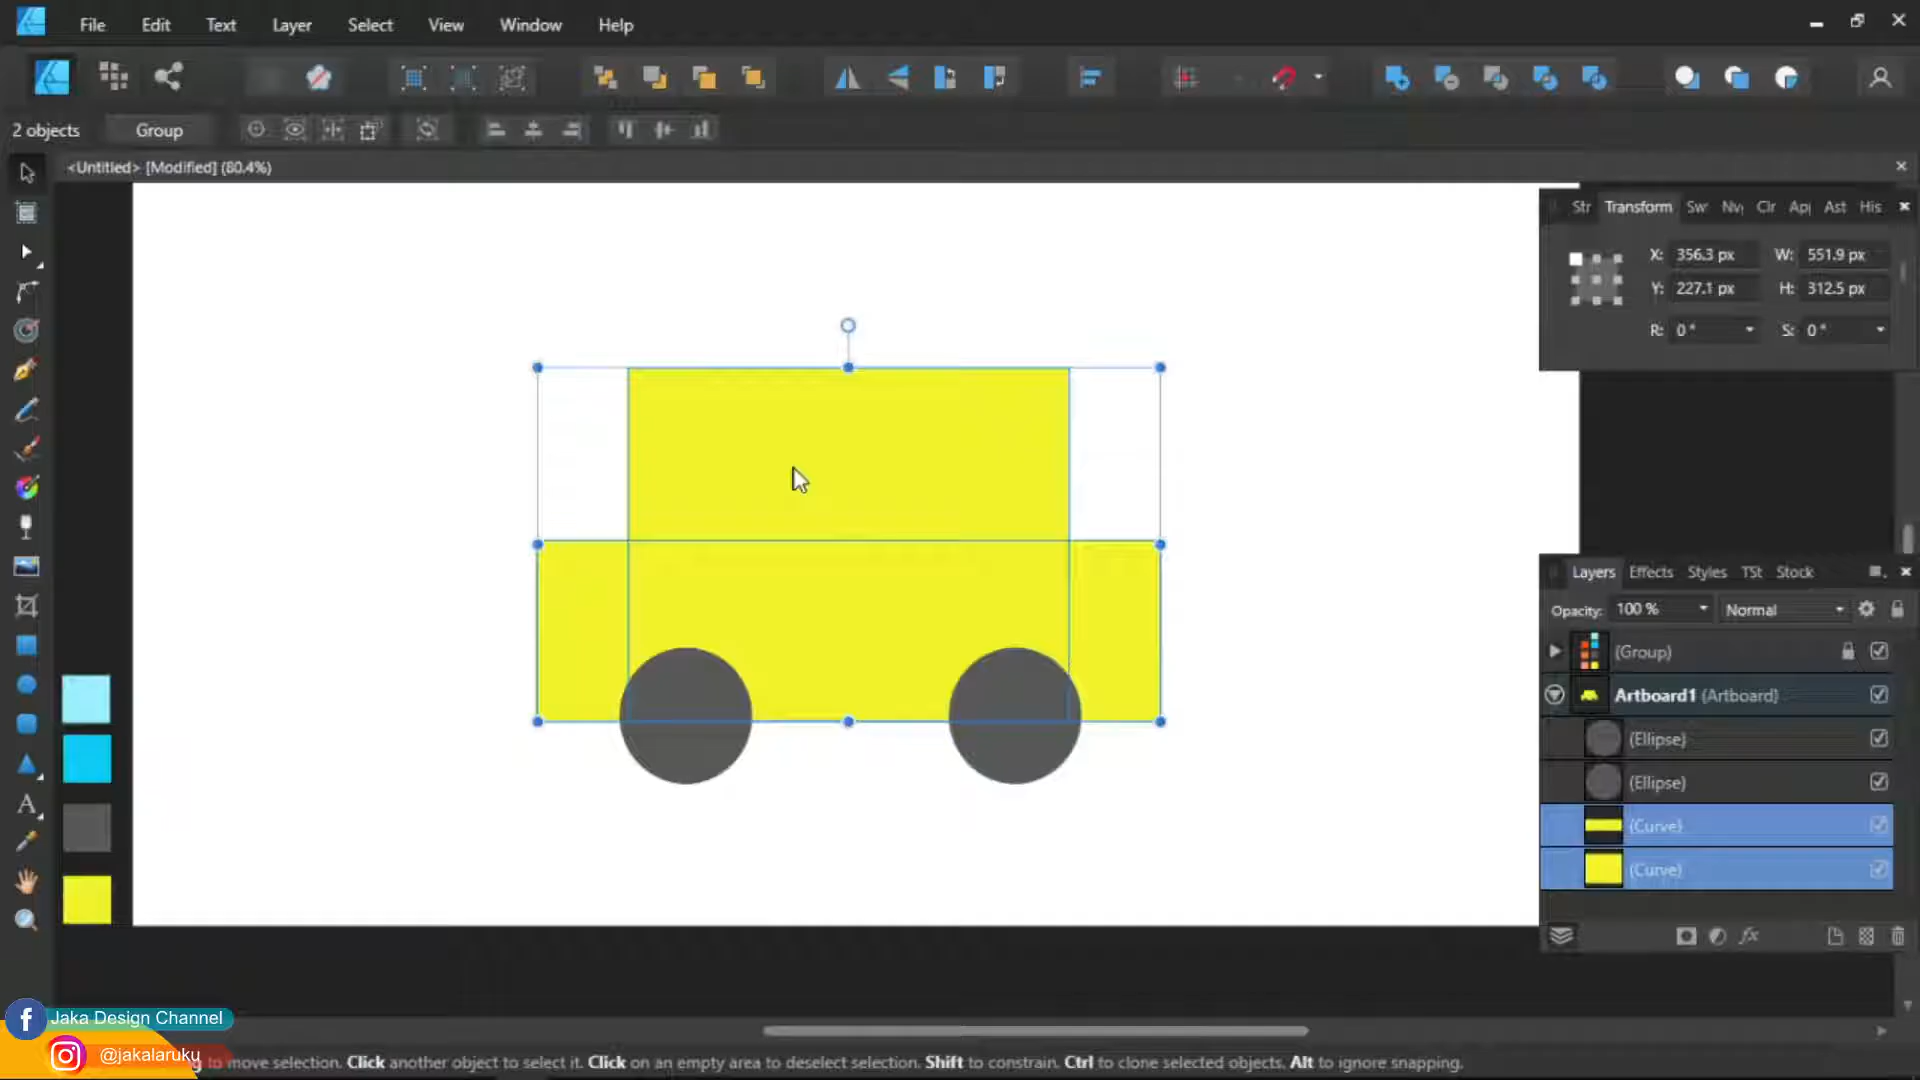 File Edit Text Layer Select View Window Help
2 objects Group
<Untitled> [Modified] (80.4%)
Str Transform Sw Clr Ast His
X: 356.3 px W: 551.9 px
Y: 227.1 px H: 312.5 px
R: 0° S: 0°
Layers Effects Styles TSt Stock
Opacity: 100 % Normal
(Group)
Artboard1 (Artboard)
(Ellipse)
(Ellipse)
(Curve)
(Curve)
Jaka Design Channel
@jakalaruku
to move selection. Click another object to select it. Click on an empty area to deselect selection. Shift to constrain. Ctrl to clone selected objects. Alt to ignore snapping.